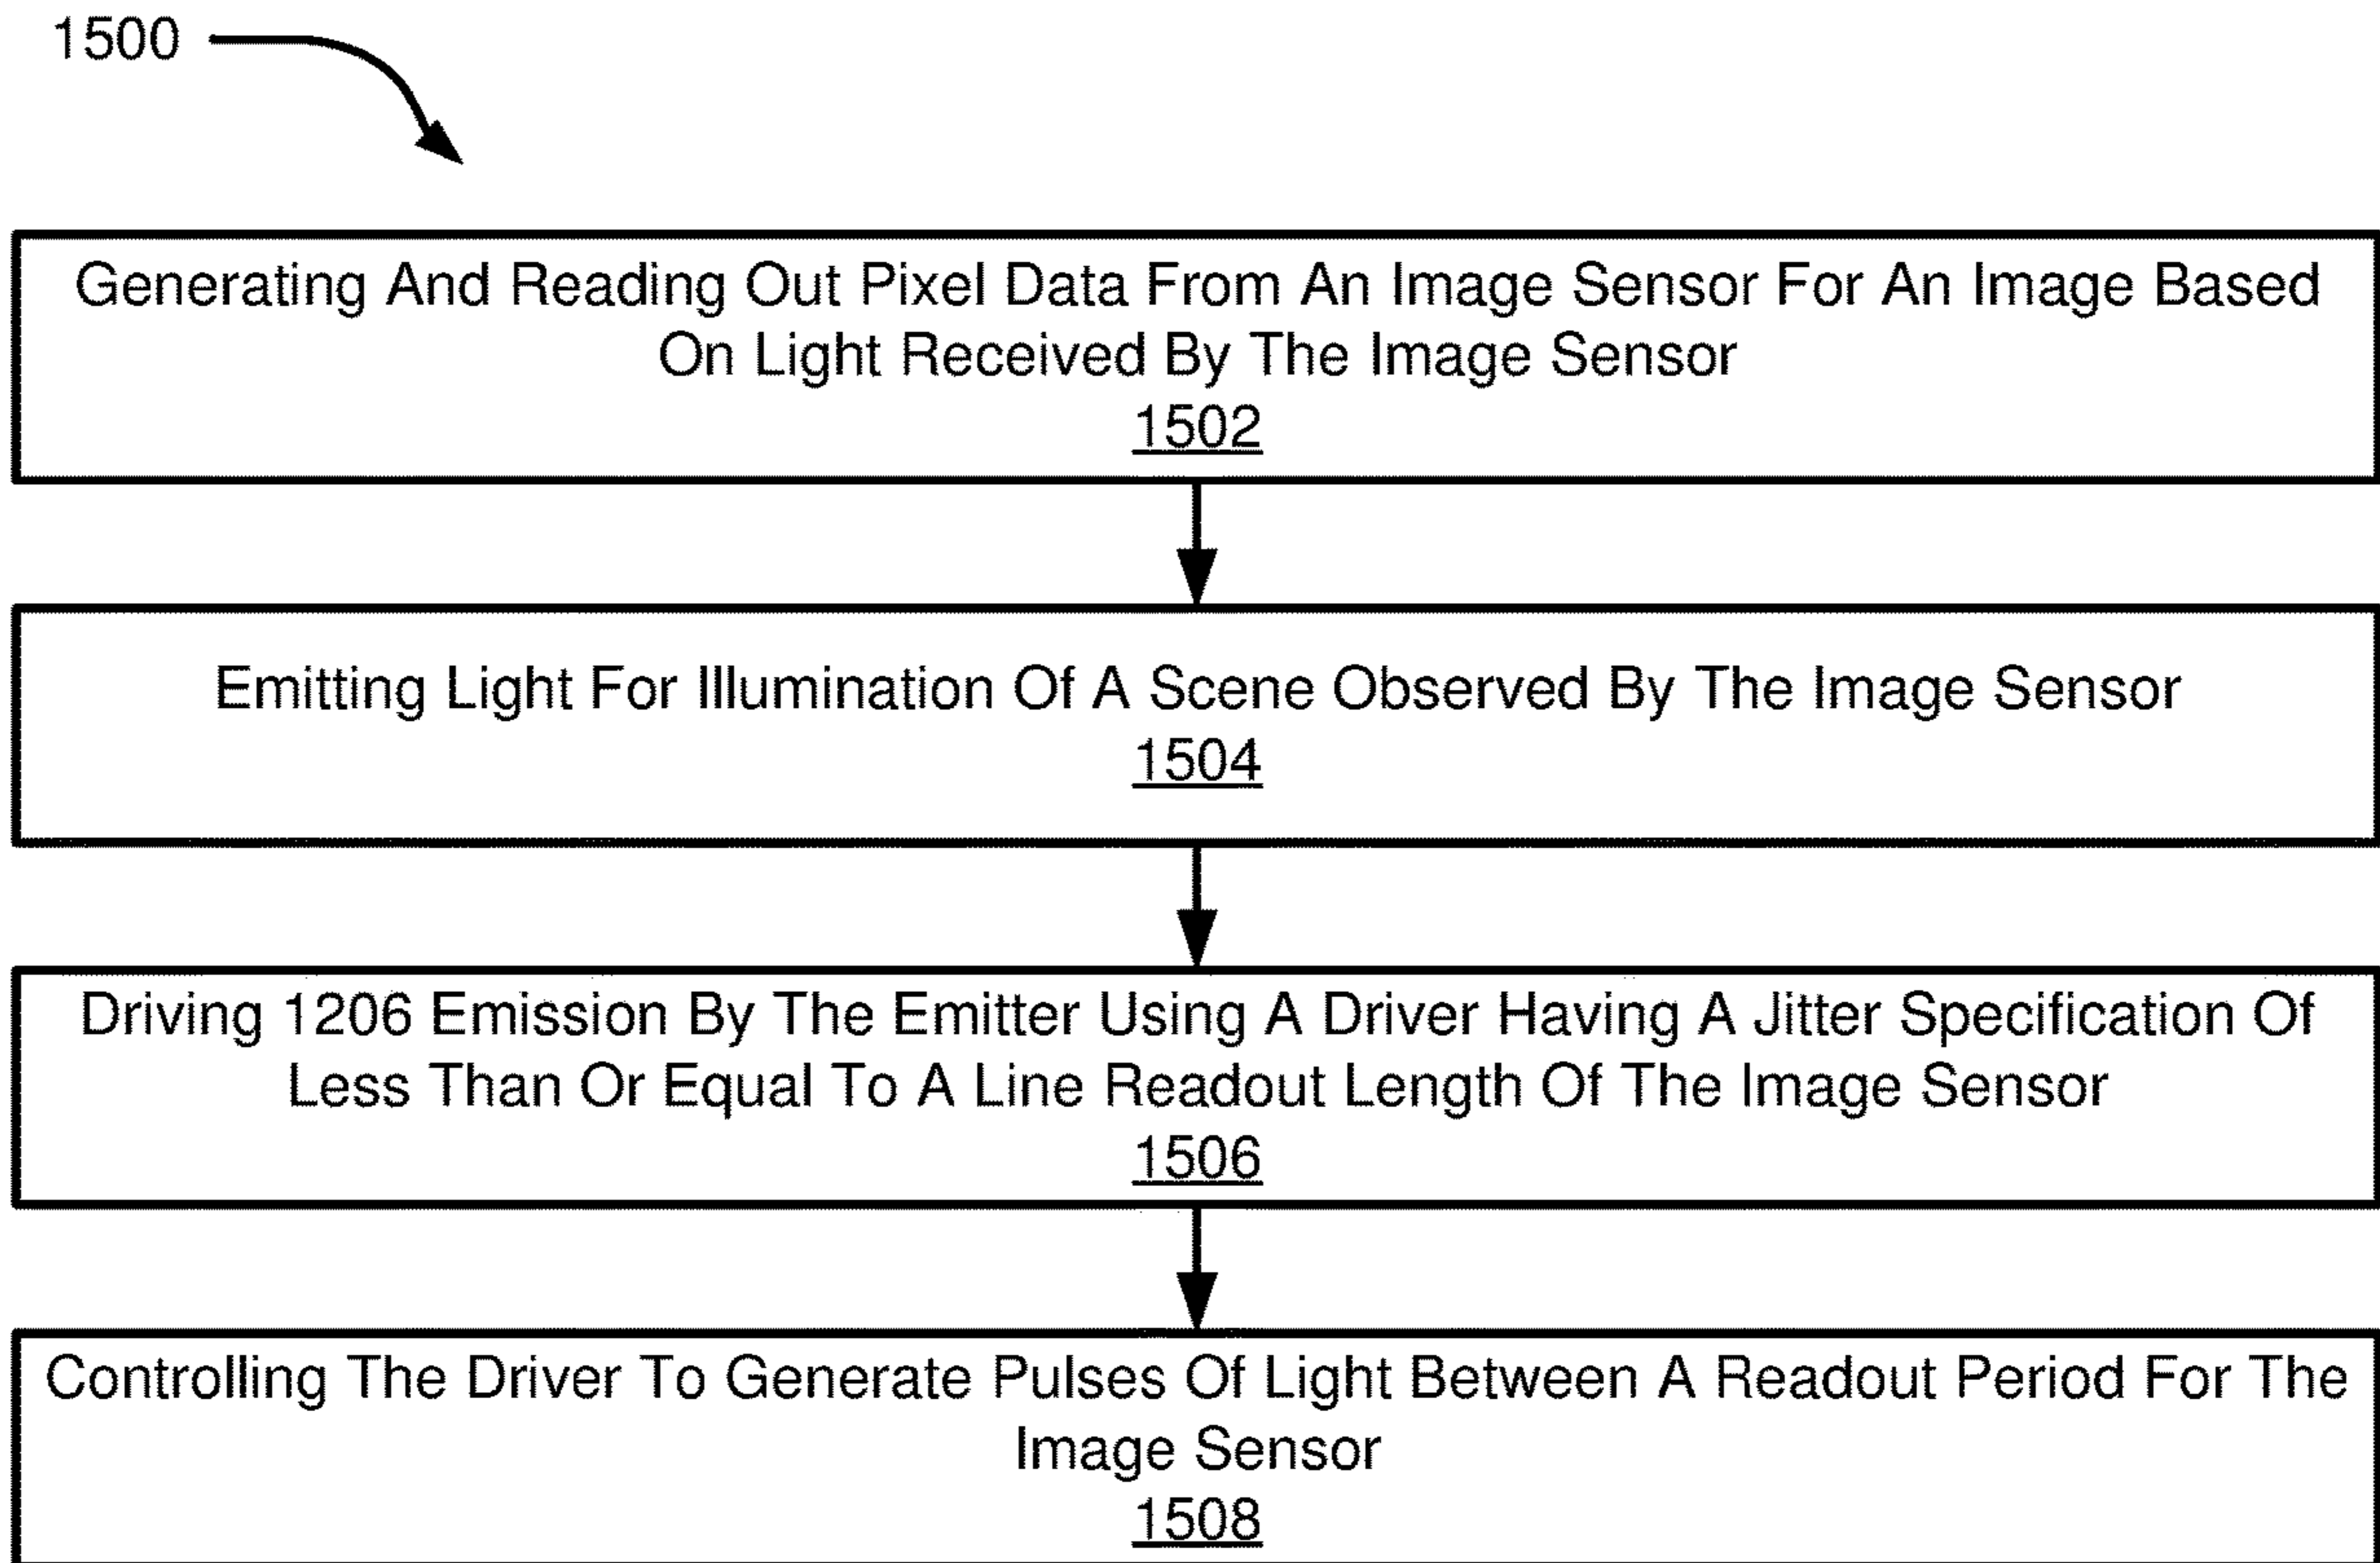 1500
Generating And Reading Out Pixel Data From An Image Sensor For An Image Based
On Light Received By The Image Sensor
1502
Emitting Light For Illumination Of A Scene Observed By The Image Sensor
1504
Driving 1206 Emission By The Emitter Using A Driver Having A Jitter Specification Of
Less Than Or Equal To A Line Readout Length Of The Image Sensor
1506
Controlling The Driver To Generate Pulses Of Light Between A Readout Period For The
Image Sensor
1508